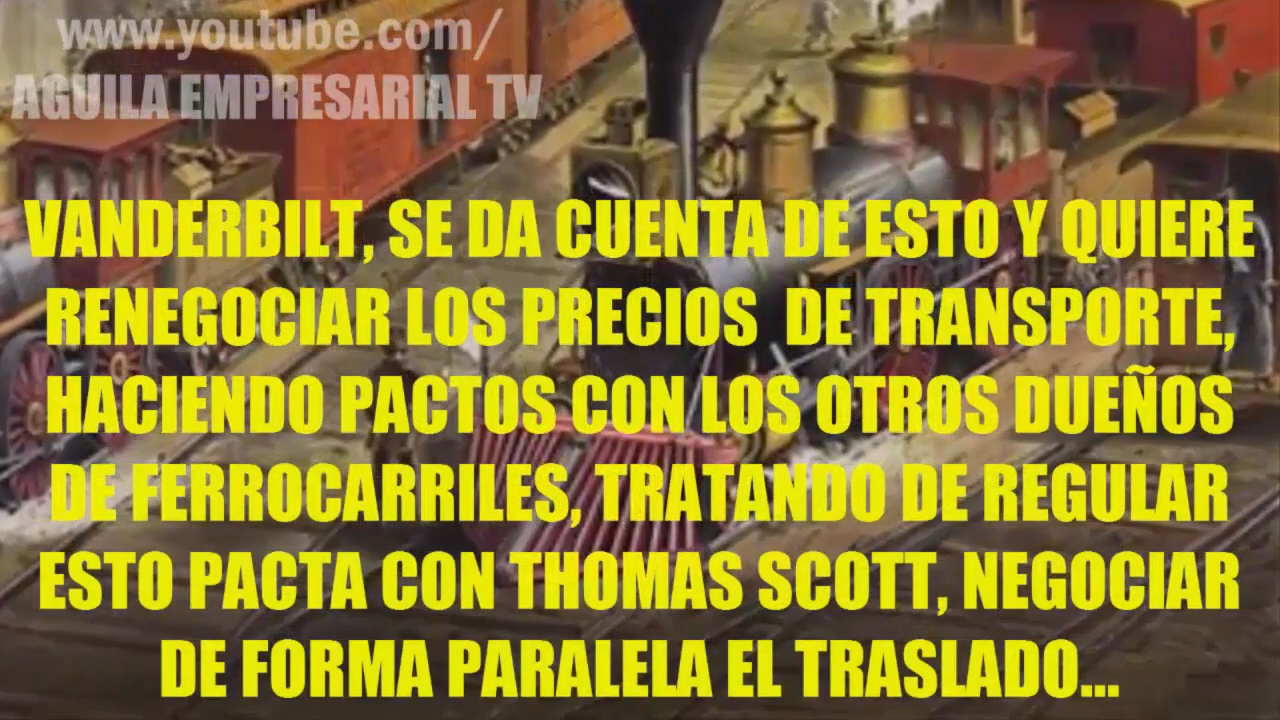 www.youtube.com/
AGUILA EMPRESARIAL TV
VANDERBILT, SE DA CUENTA DE ESTO Y QUIERE
RENEGOCIAR LOS PRECIOS DE TRANSPORTE,
HACIENDO PACTOS CON LOS OTROS DUEÑOS
DE FERROCARRILES, TRATANDO DE REGULAR
ESTO PACTA CON THOMAS SCOTT, NEGOCIAR
DE FORMA PARALELA EL TRASLADO...